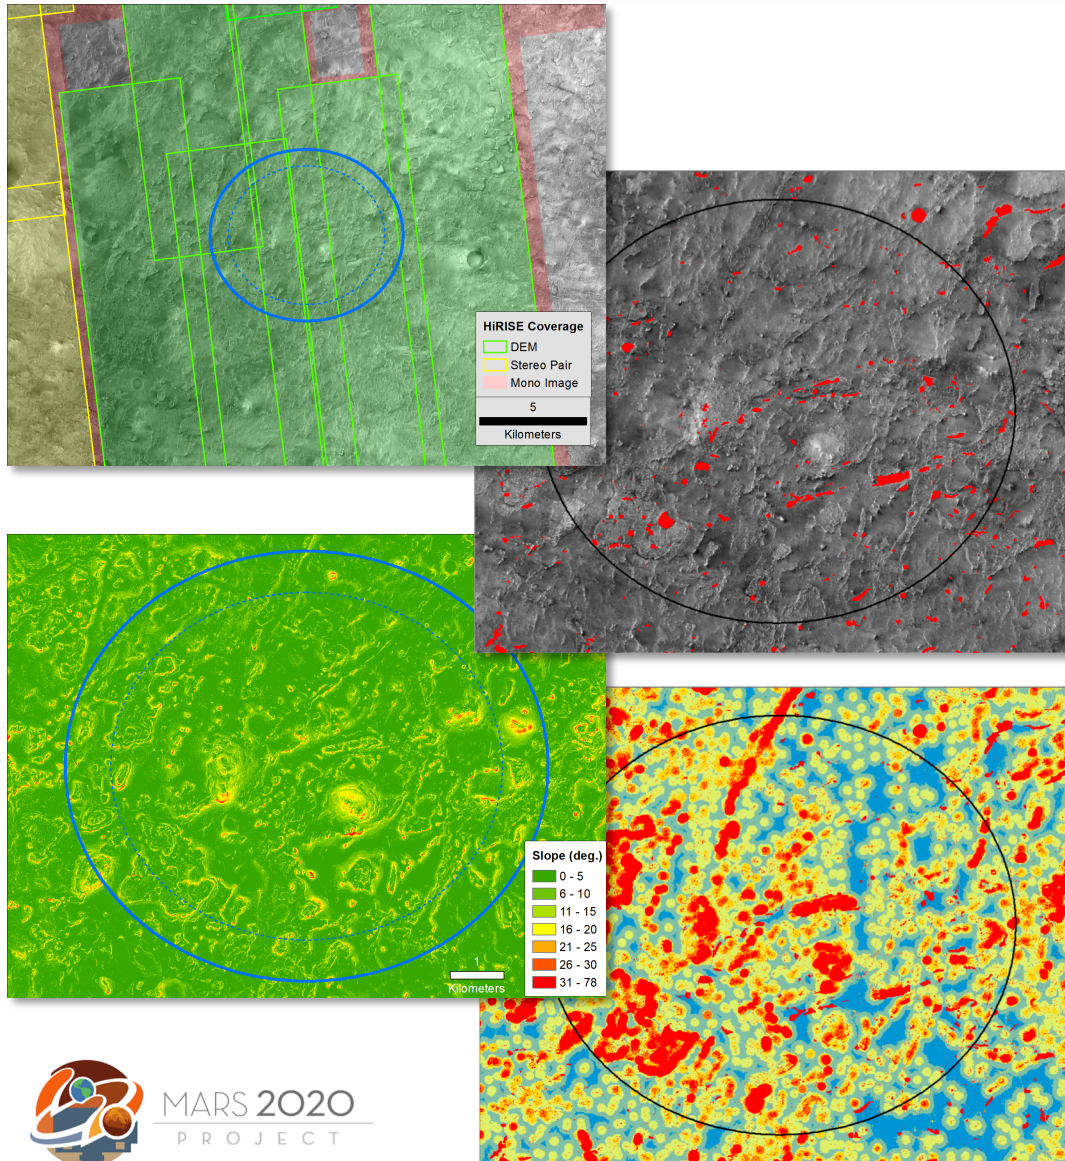 HiRISE Coverage
DEM
Stereo Pair
Mono Image
5
Kilometers
Slope (deg.)
0 - 5
6 - 10
11 - 15
16 - 20
21 - 25
26 - 30
31 - 78
1
Kilometers
MARS 2020
PROJECT